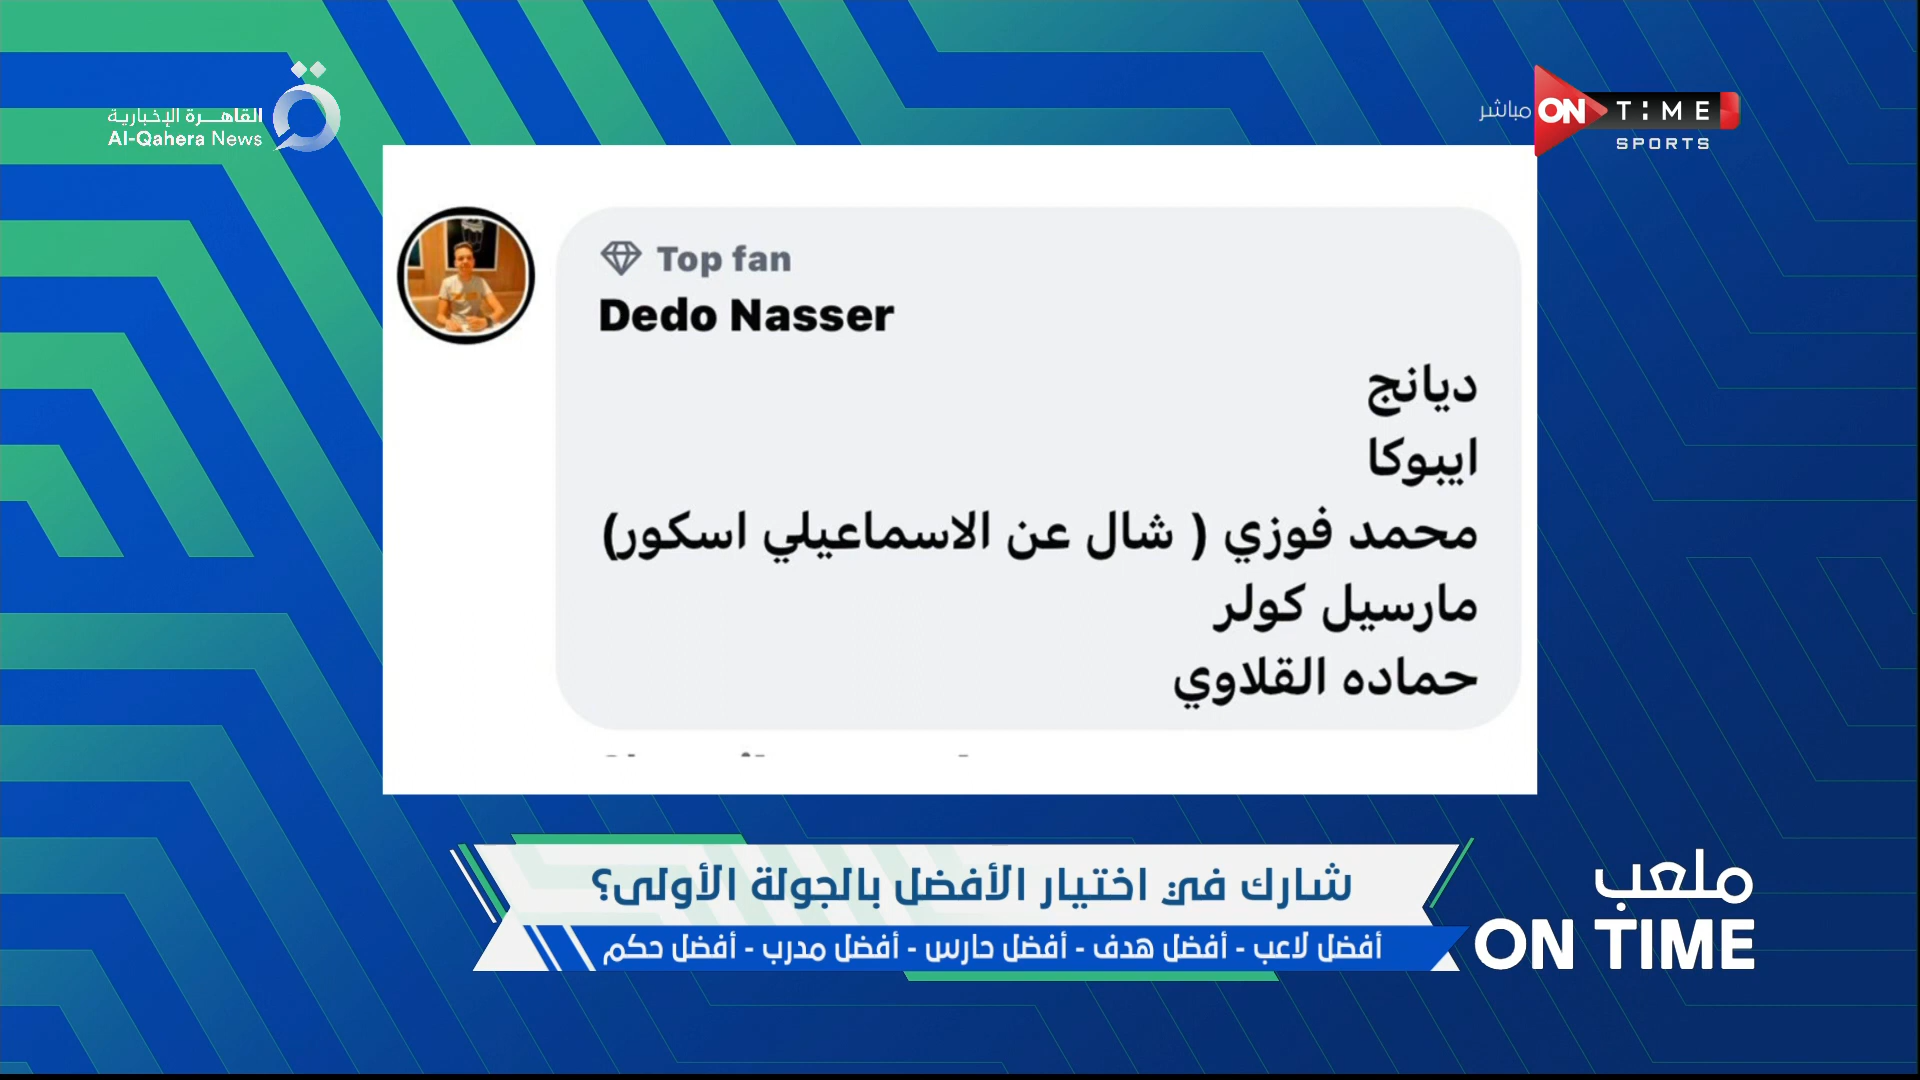 القاهـــرة الإخبارية
Al-Qahera News
مباشر
ON TIME
SPORTS
Top fan
Dedo Nasser
ديانج
ايبوكا
محمد فوزي ( شال عن الاسماعيلي اسكور)
مارسيل كولر
حماده القلاوي
شارك في اختيار الأفضل بالجولة الأولى؟
أفضل لاعب - أفضل هدف - أفضل حارس - أفضل مدرب - أفضل حكم
ملعب
ON TIME